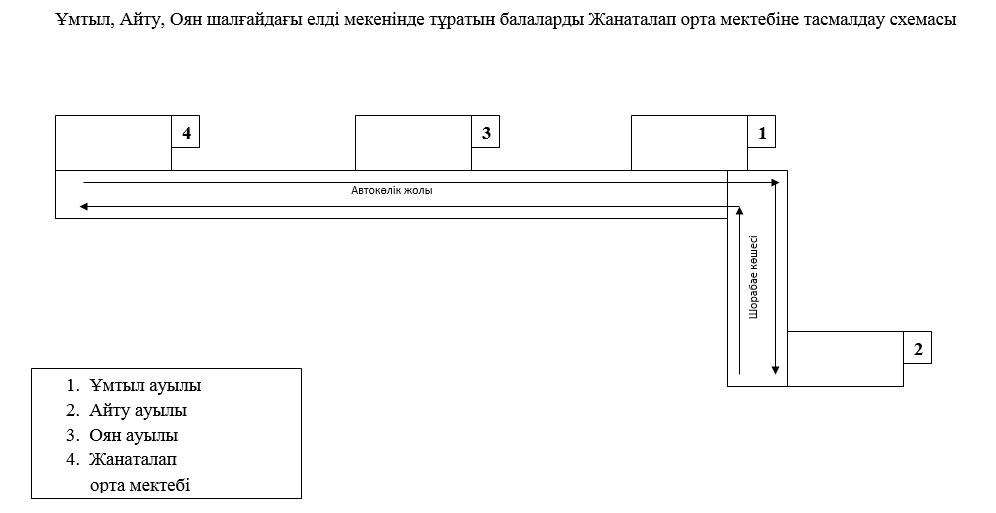 Ұмтыл, Айту, Оян шалғайдағы елді мекенінде тұратын балаларды Жанаталап орта мектебіне тасмалдау схемасы
4
3
1
Автокөлік жолы
Шорабае көшесі
2
1. Ұмтыл ауылы
2. Айту ауылы
3. Оян ауылы
4. Жанаталап
орта мектебі